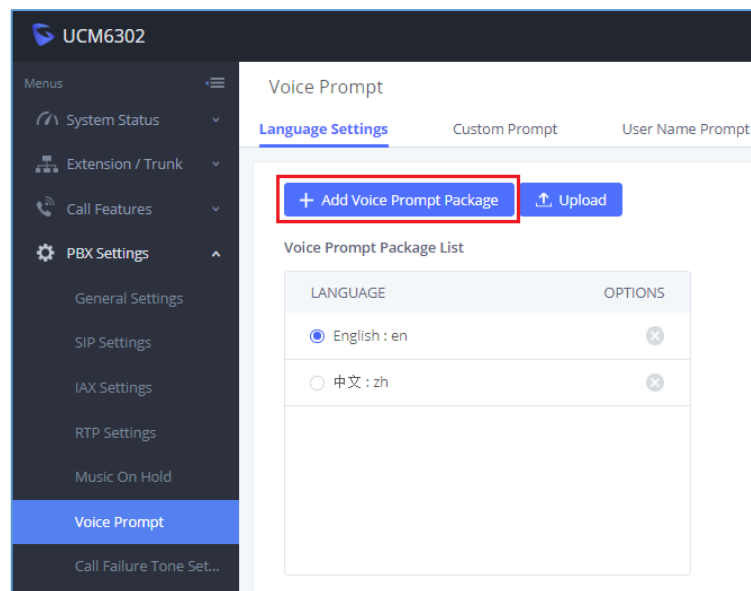 UCM6302
Menus
System Status
Extension / Trunk
Call Features
PBX Settings
General Settings
SIP Settings
IAX Settings
RTP Settings
Music On Hold
Voice Prompt
Call Failure Tone Set...
Voice Prompt
Language Settings Custom Prompt User Name Prompt
+ Add Voice Prompt Package Upload
Voice Prompt Package List
LANGUAGE OPTIONS
English : en
中文 : zh